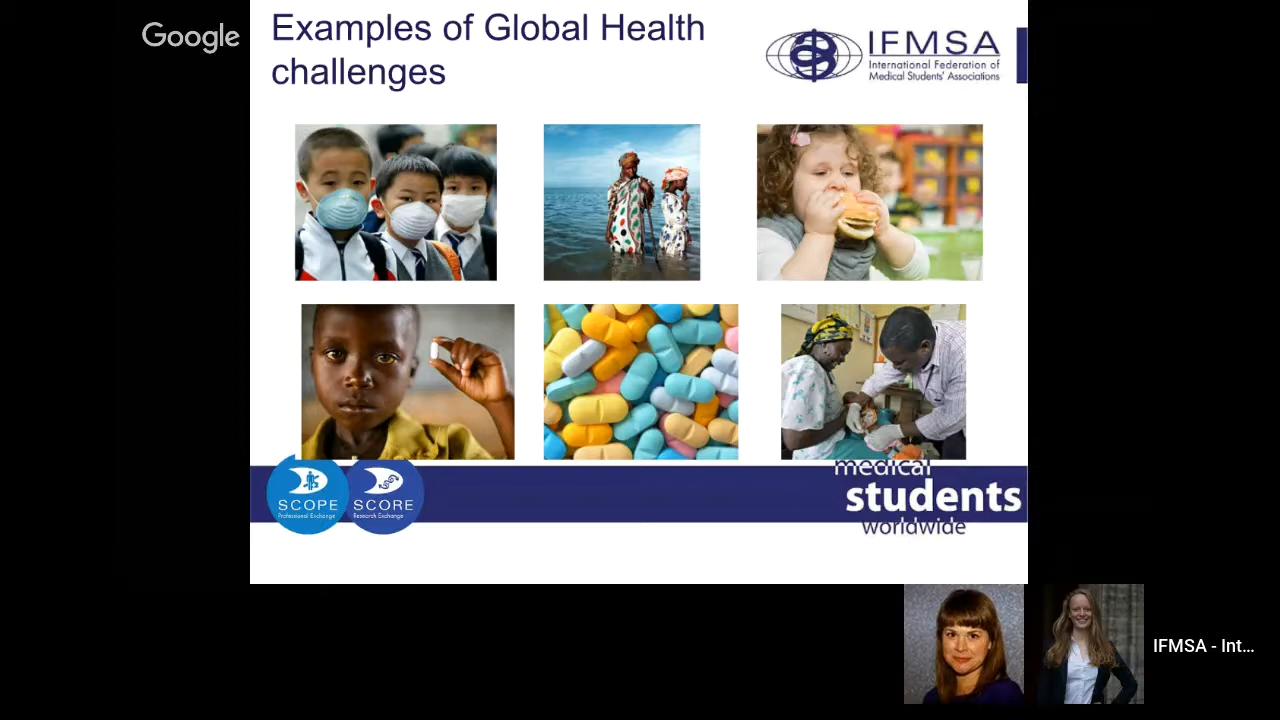 Google
Examples of Global Health
challenges
IFMSA
International Federation of
Medical Students' Associations
SCOPE
Professional Exchange
SCORE
Research Exchange
medical
students
worldwide
IFMSA - Int...